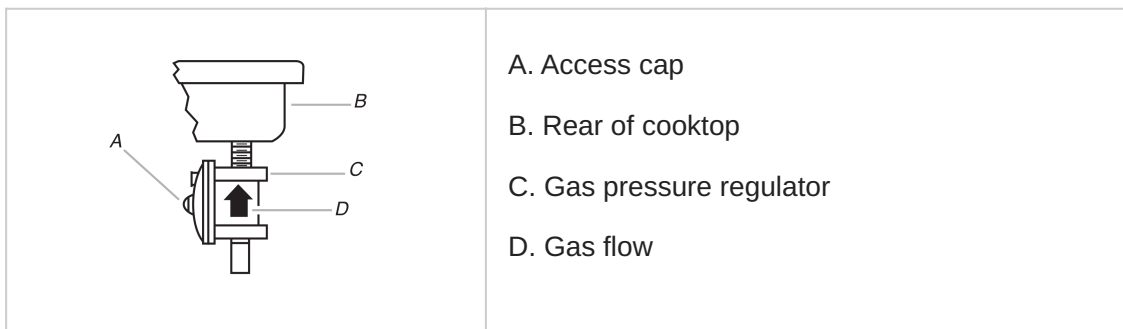 A
B
C
D
A. Access cap
B. Rear of cooktop
C. Gas pressure regulator
D. Gas flow